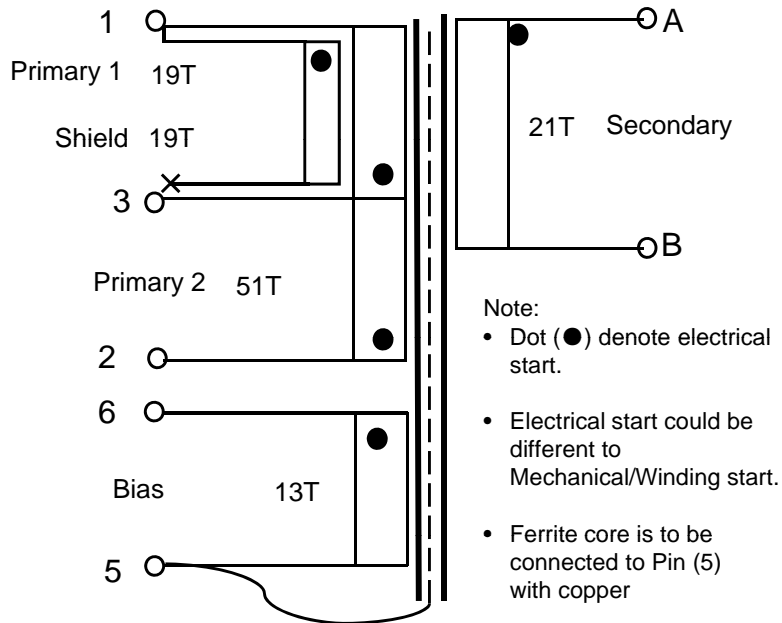 1
Primary 1 19T
Shield 19T
3
Primary 2 51T
2
6
Bias 13T
5
A
21T Secondary
B
Note:
• Dot (●) denote electrical
start.
• Electrical start could be
different to
Mechanical/Winding start.
• Ferrite core is to be
connected to Pin (5)
with copper